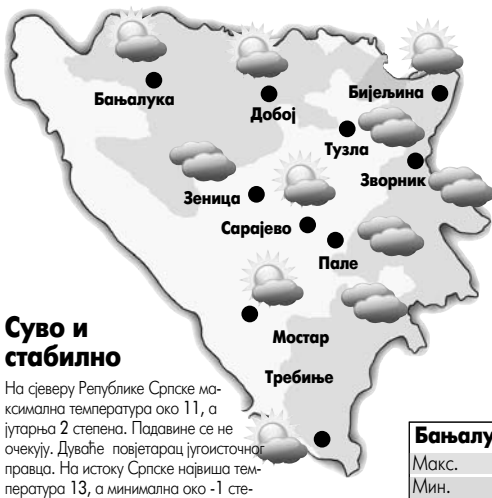 Бањалука
Добој
Бијељина
Тузла
Зворник
Зеница
Сарајево
Пале
Мостар
Требиње
Суво и
стабилно
На сјеверу Републике Српске ма-
ксимална температура око 11, а
јутарња 2 степена. Падавине се не
очекују. Дуваће повјетарац југоисточног
правца. На истоку Српске највиша тем-
пература 13, а минимална око -1 сте-
Бањалу
Макс.
Мин.